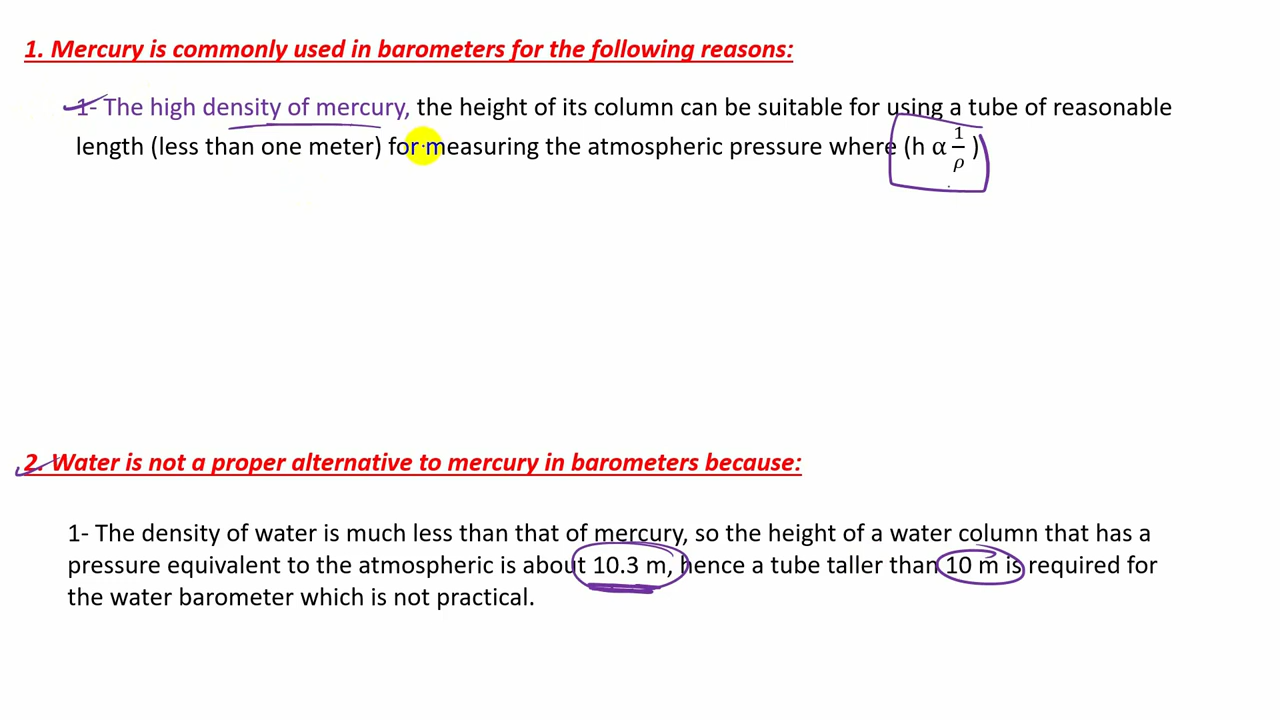 1. Mercury is commonly used in barometers for the following reasons:
1- The high density of mercury, the height of its column can be suitable for using a tube of reasonable
length (less than one meter) for measuring the atmospheric pressure where (h α 1/ρ)
2. Water is not a proper alternative to mercury in barometers because:
1- The density of water is much less than that of mercury, so the height of a water column that has a
pressure equivalent to the atmospheric is about 10.3 m, hence a tube taller than 10 m is required for
the water barometer which is not practical.